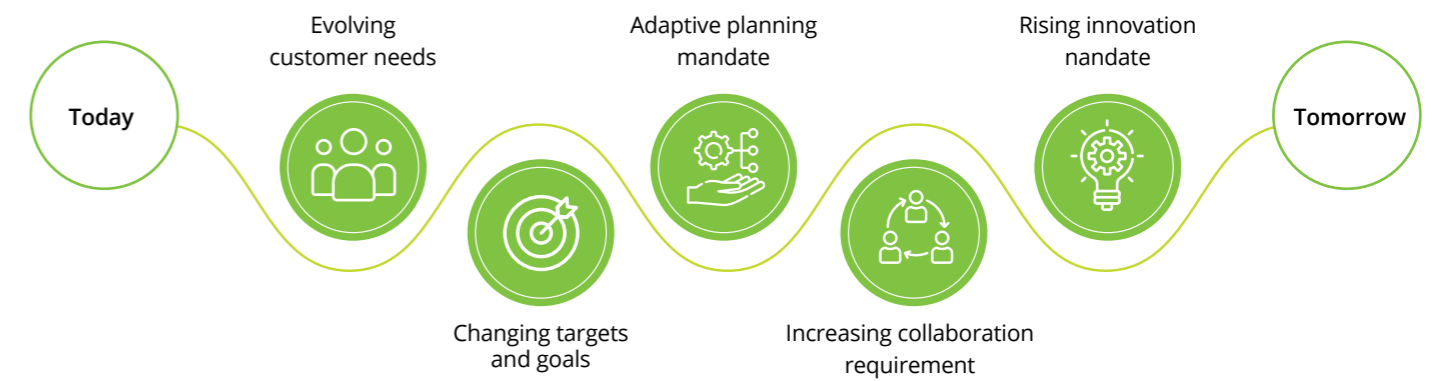 Today
Evolving
customer needs
Changing targets
and goals
Adaptive planning
mandate
Increasing collaboration
requirement
Rising innovation
nandate
Tomorrow